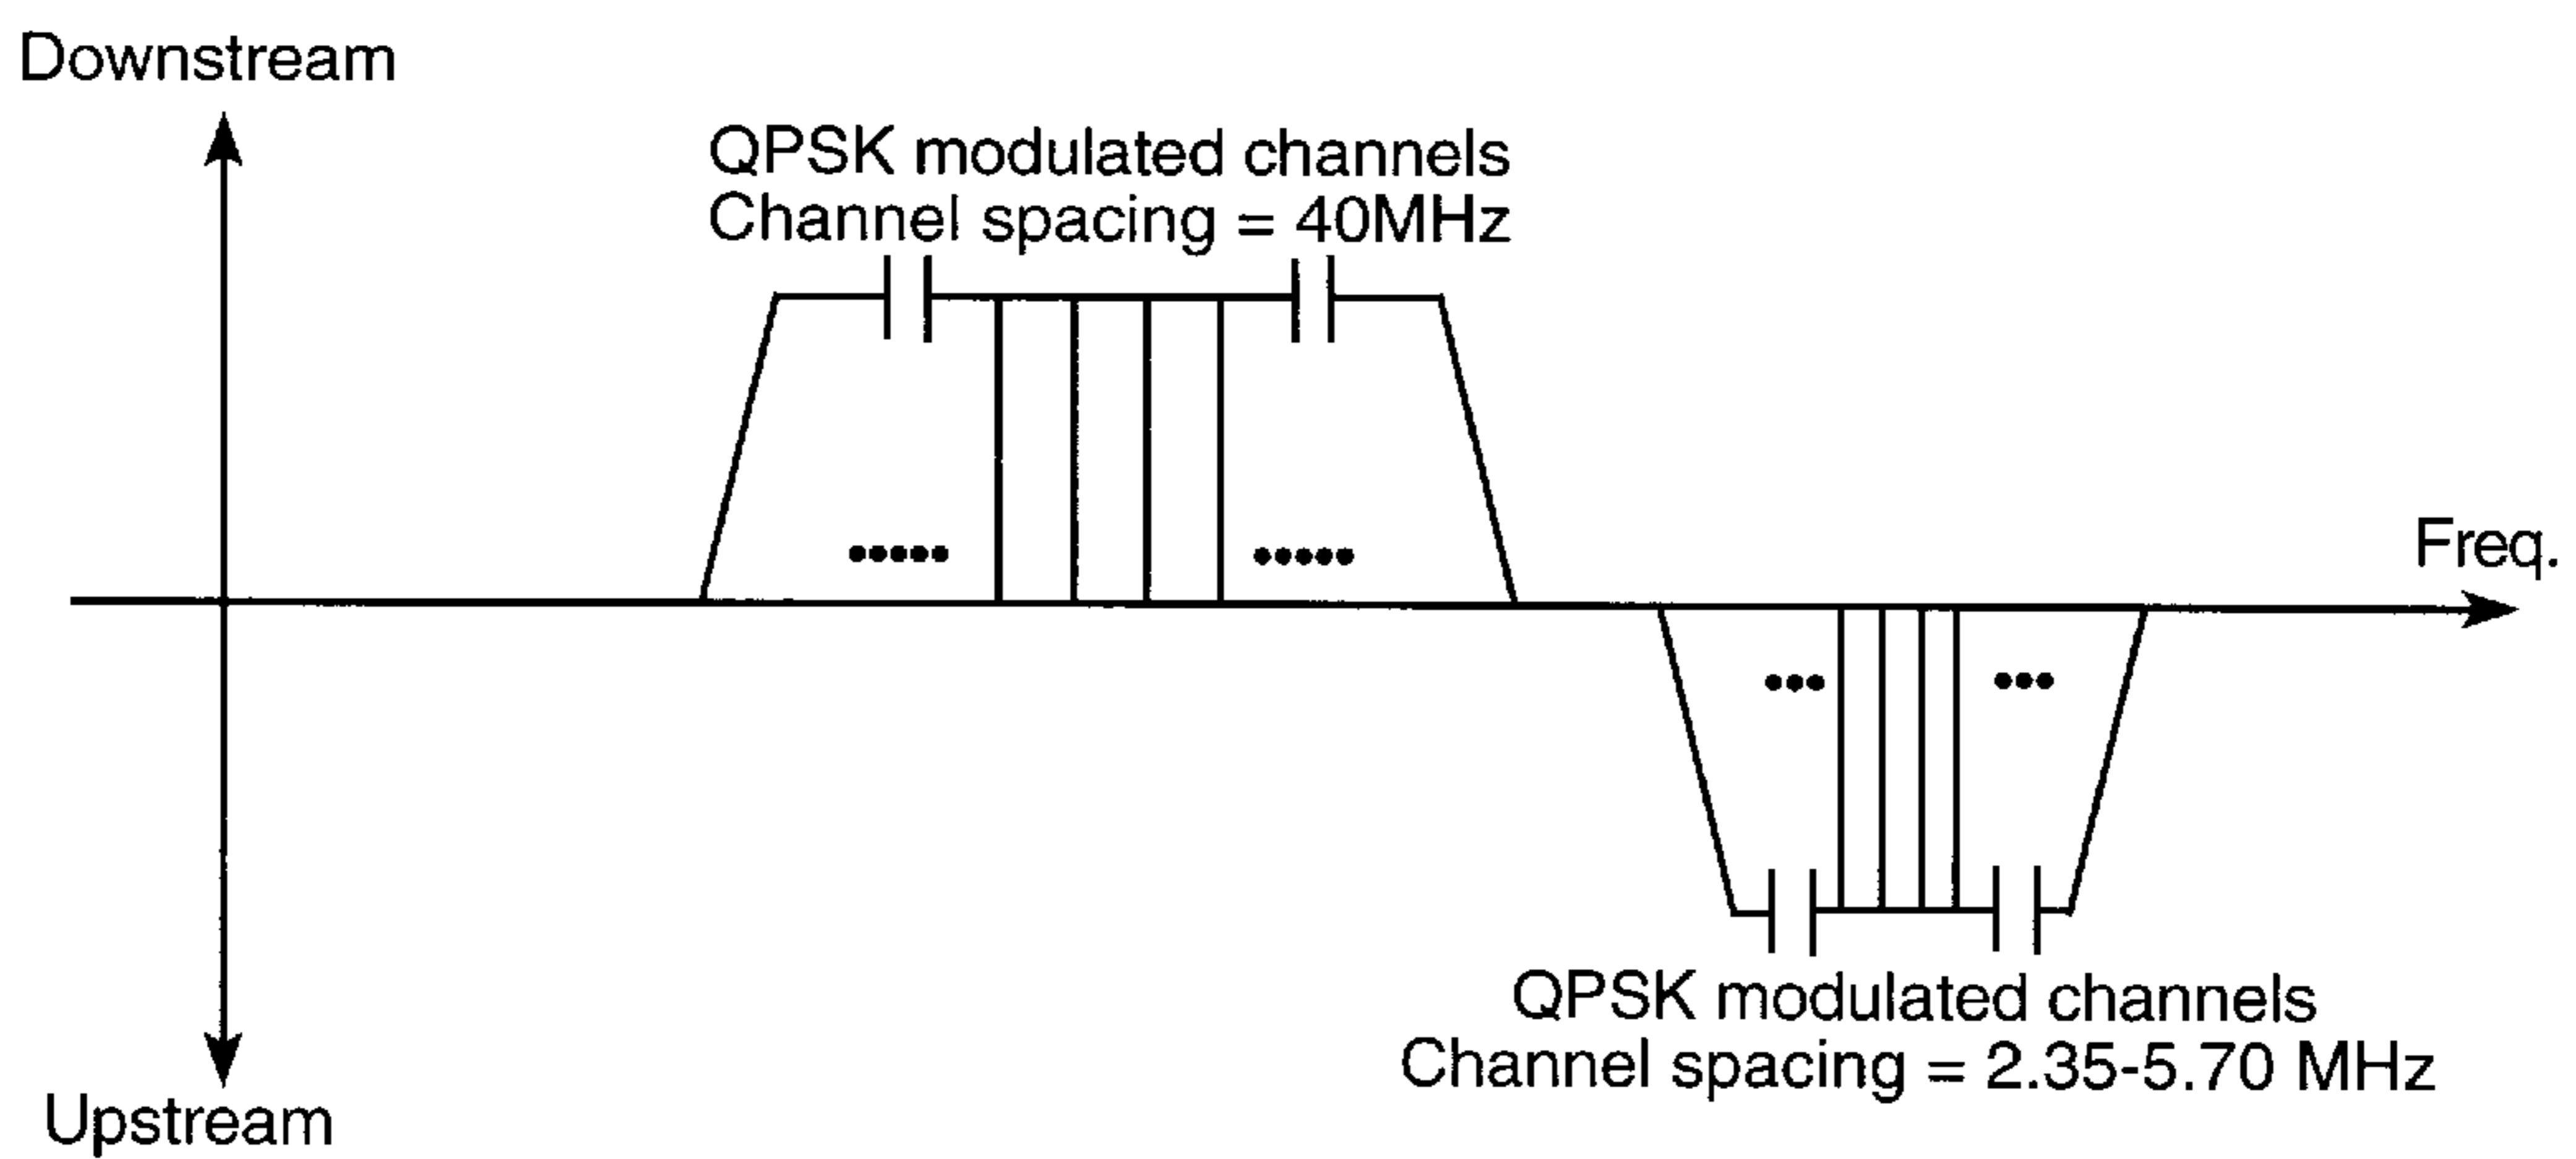 Downstream
QPSK modulated channels
Channel spacing = 40MHz
Freq.
QPSK modulated channels
Channel spacing = 2.35-5.70 MHz
Upstream